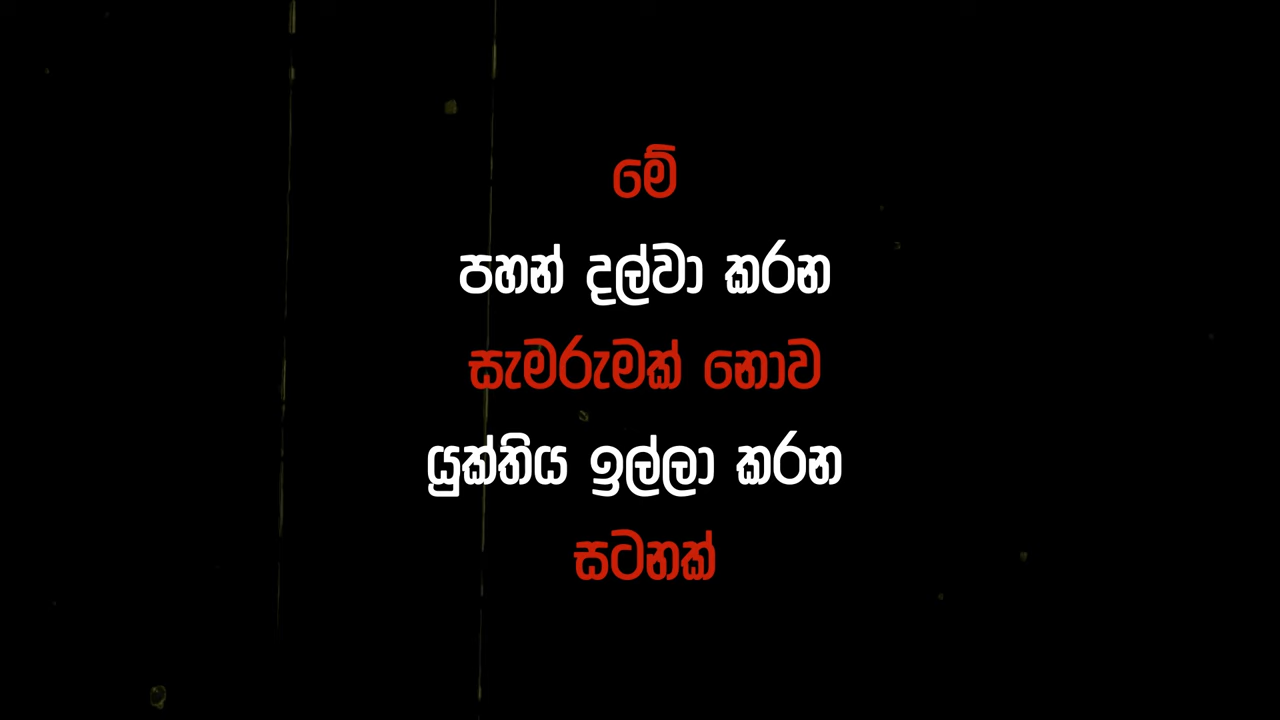 මේ
පහන් දල්වා කරන
සැමරුමක් නොව
යුක්තිය ඉල්ලා කරන
සටනක්